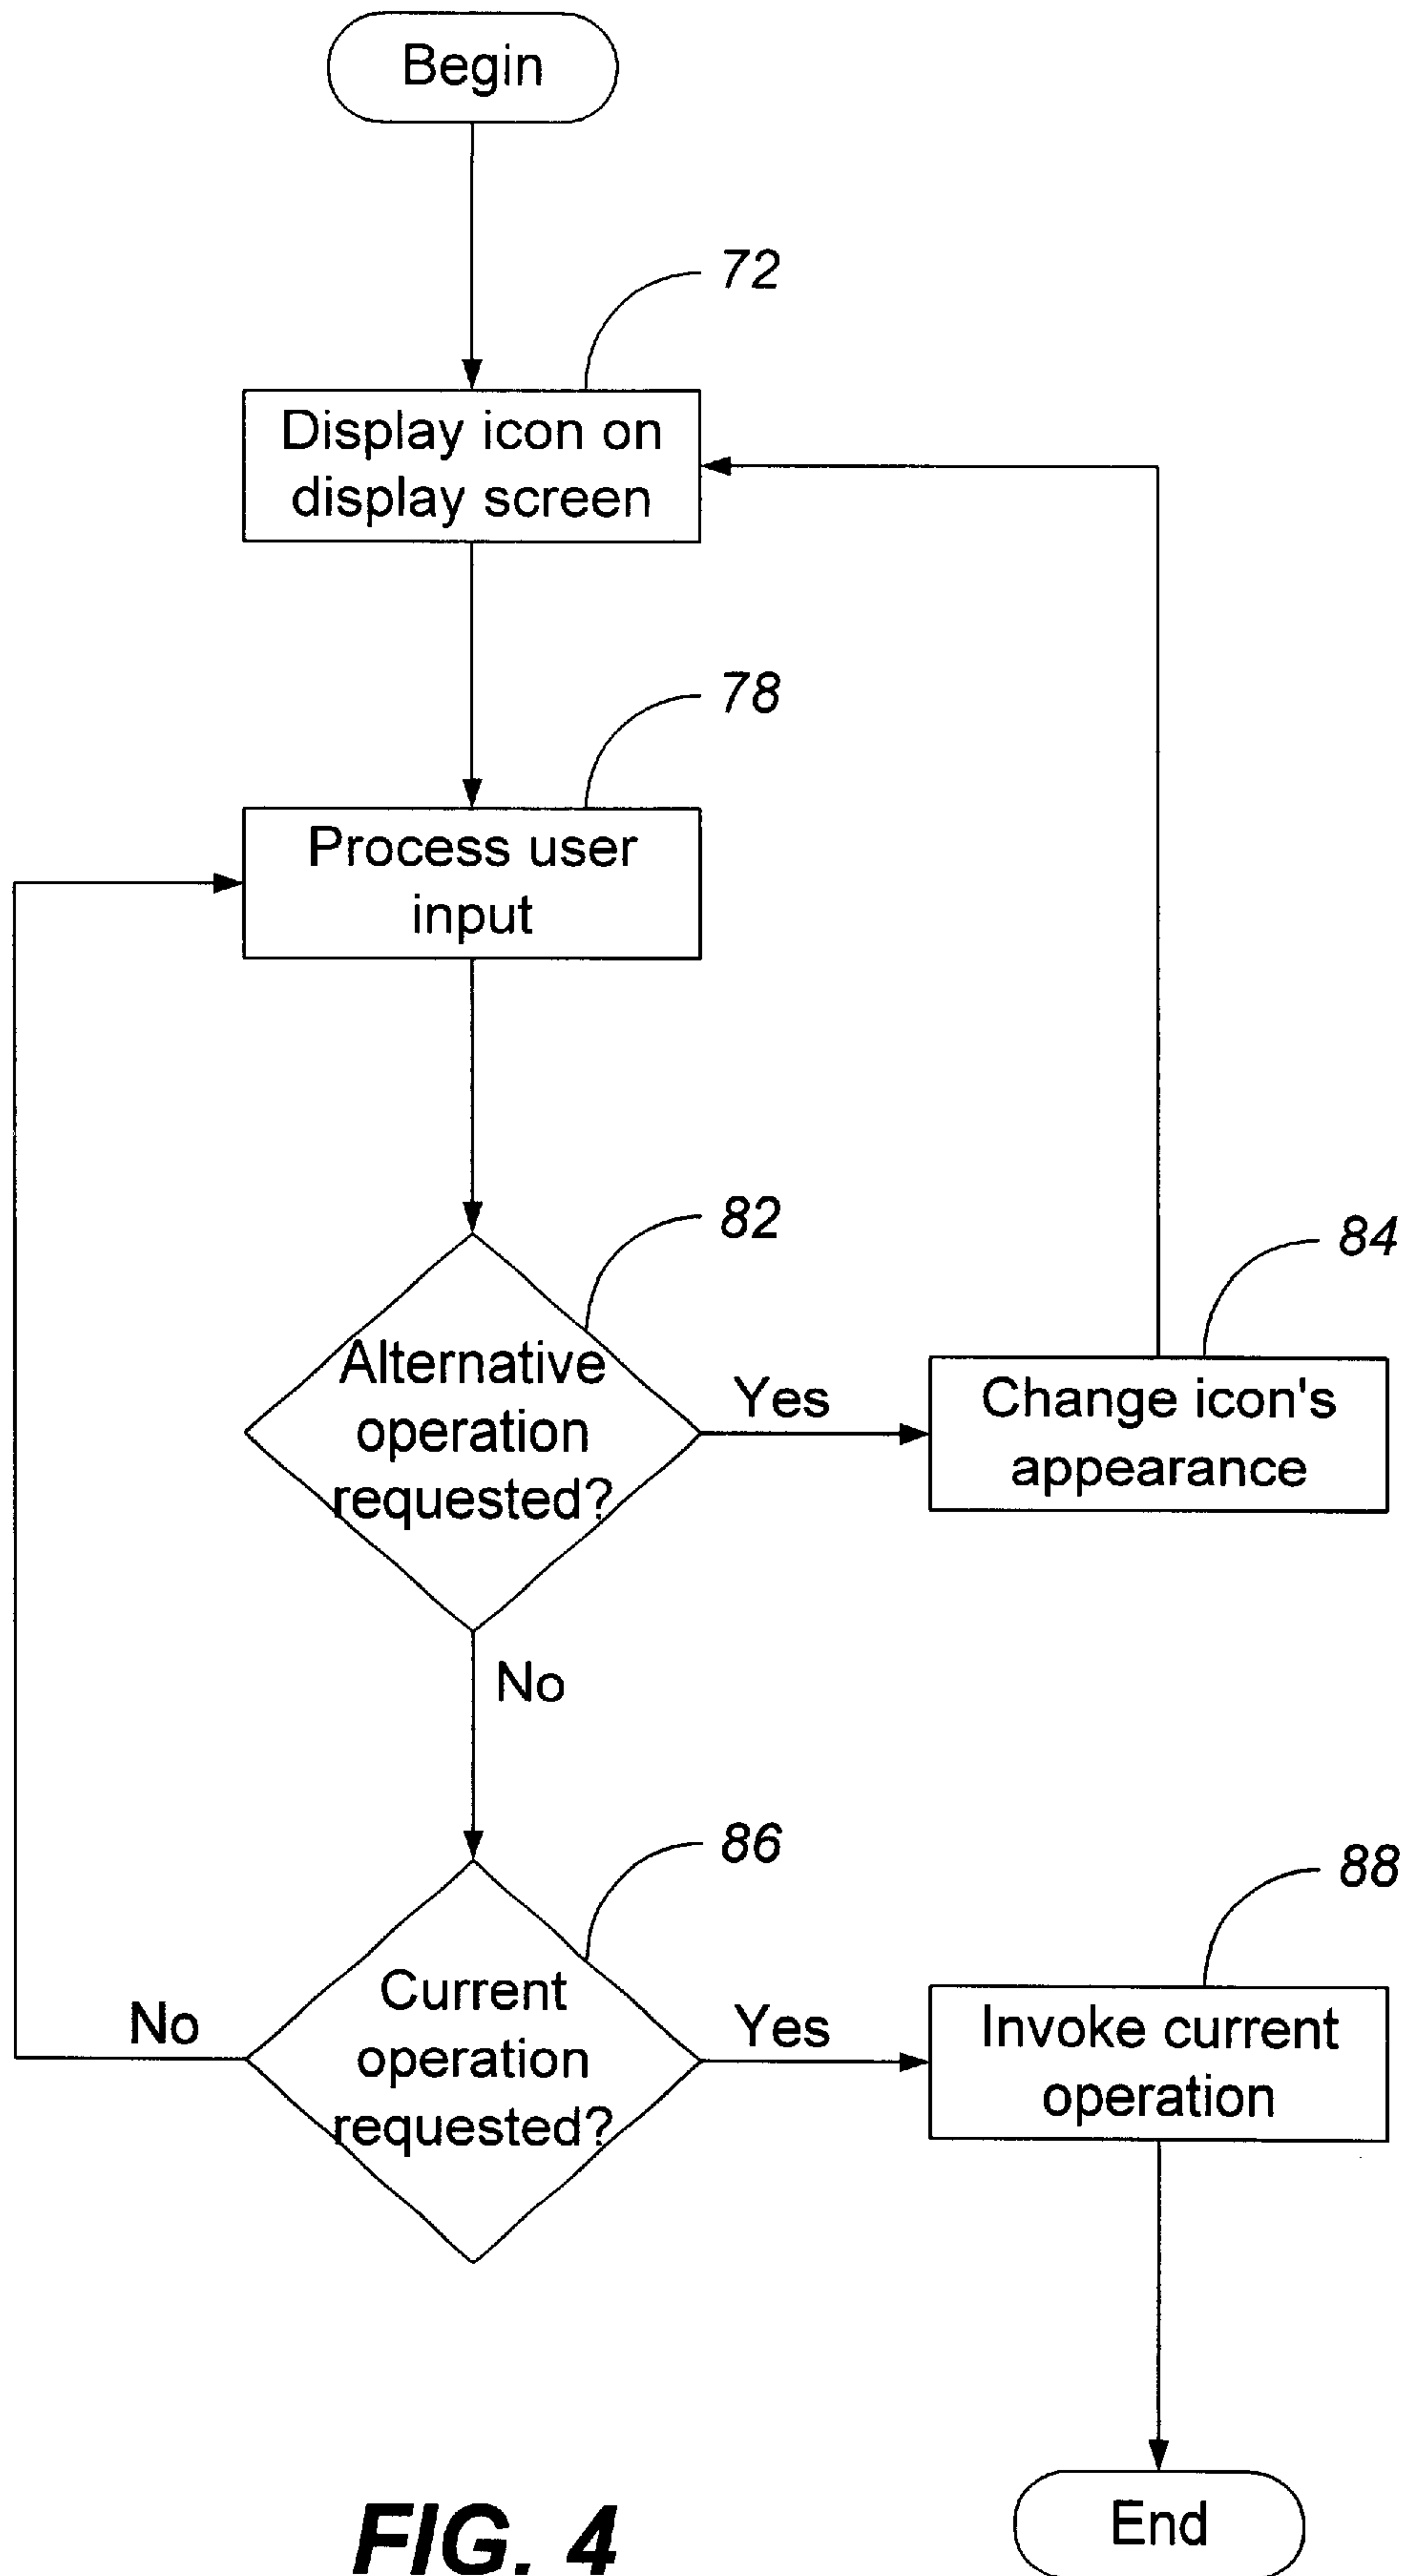 Begin
72
Display icon on
display screen
78
Process user
input
82
Alternative
operation
requested?
Yes
84
Change icon's
appearance
No
86
Current
operation
requested?
No
Yes
88
Invoke current
operation
End
FIG. 4